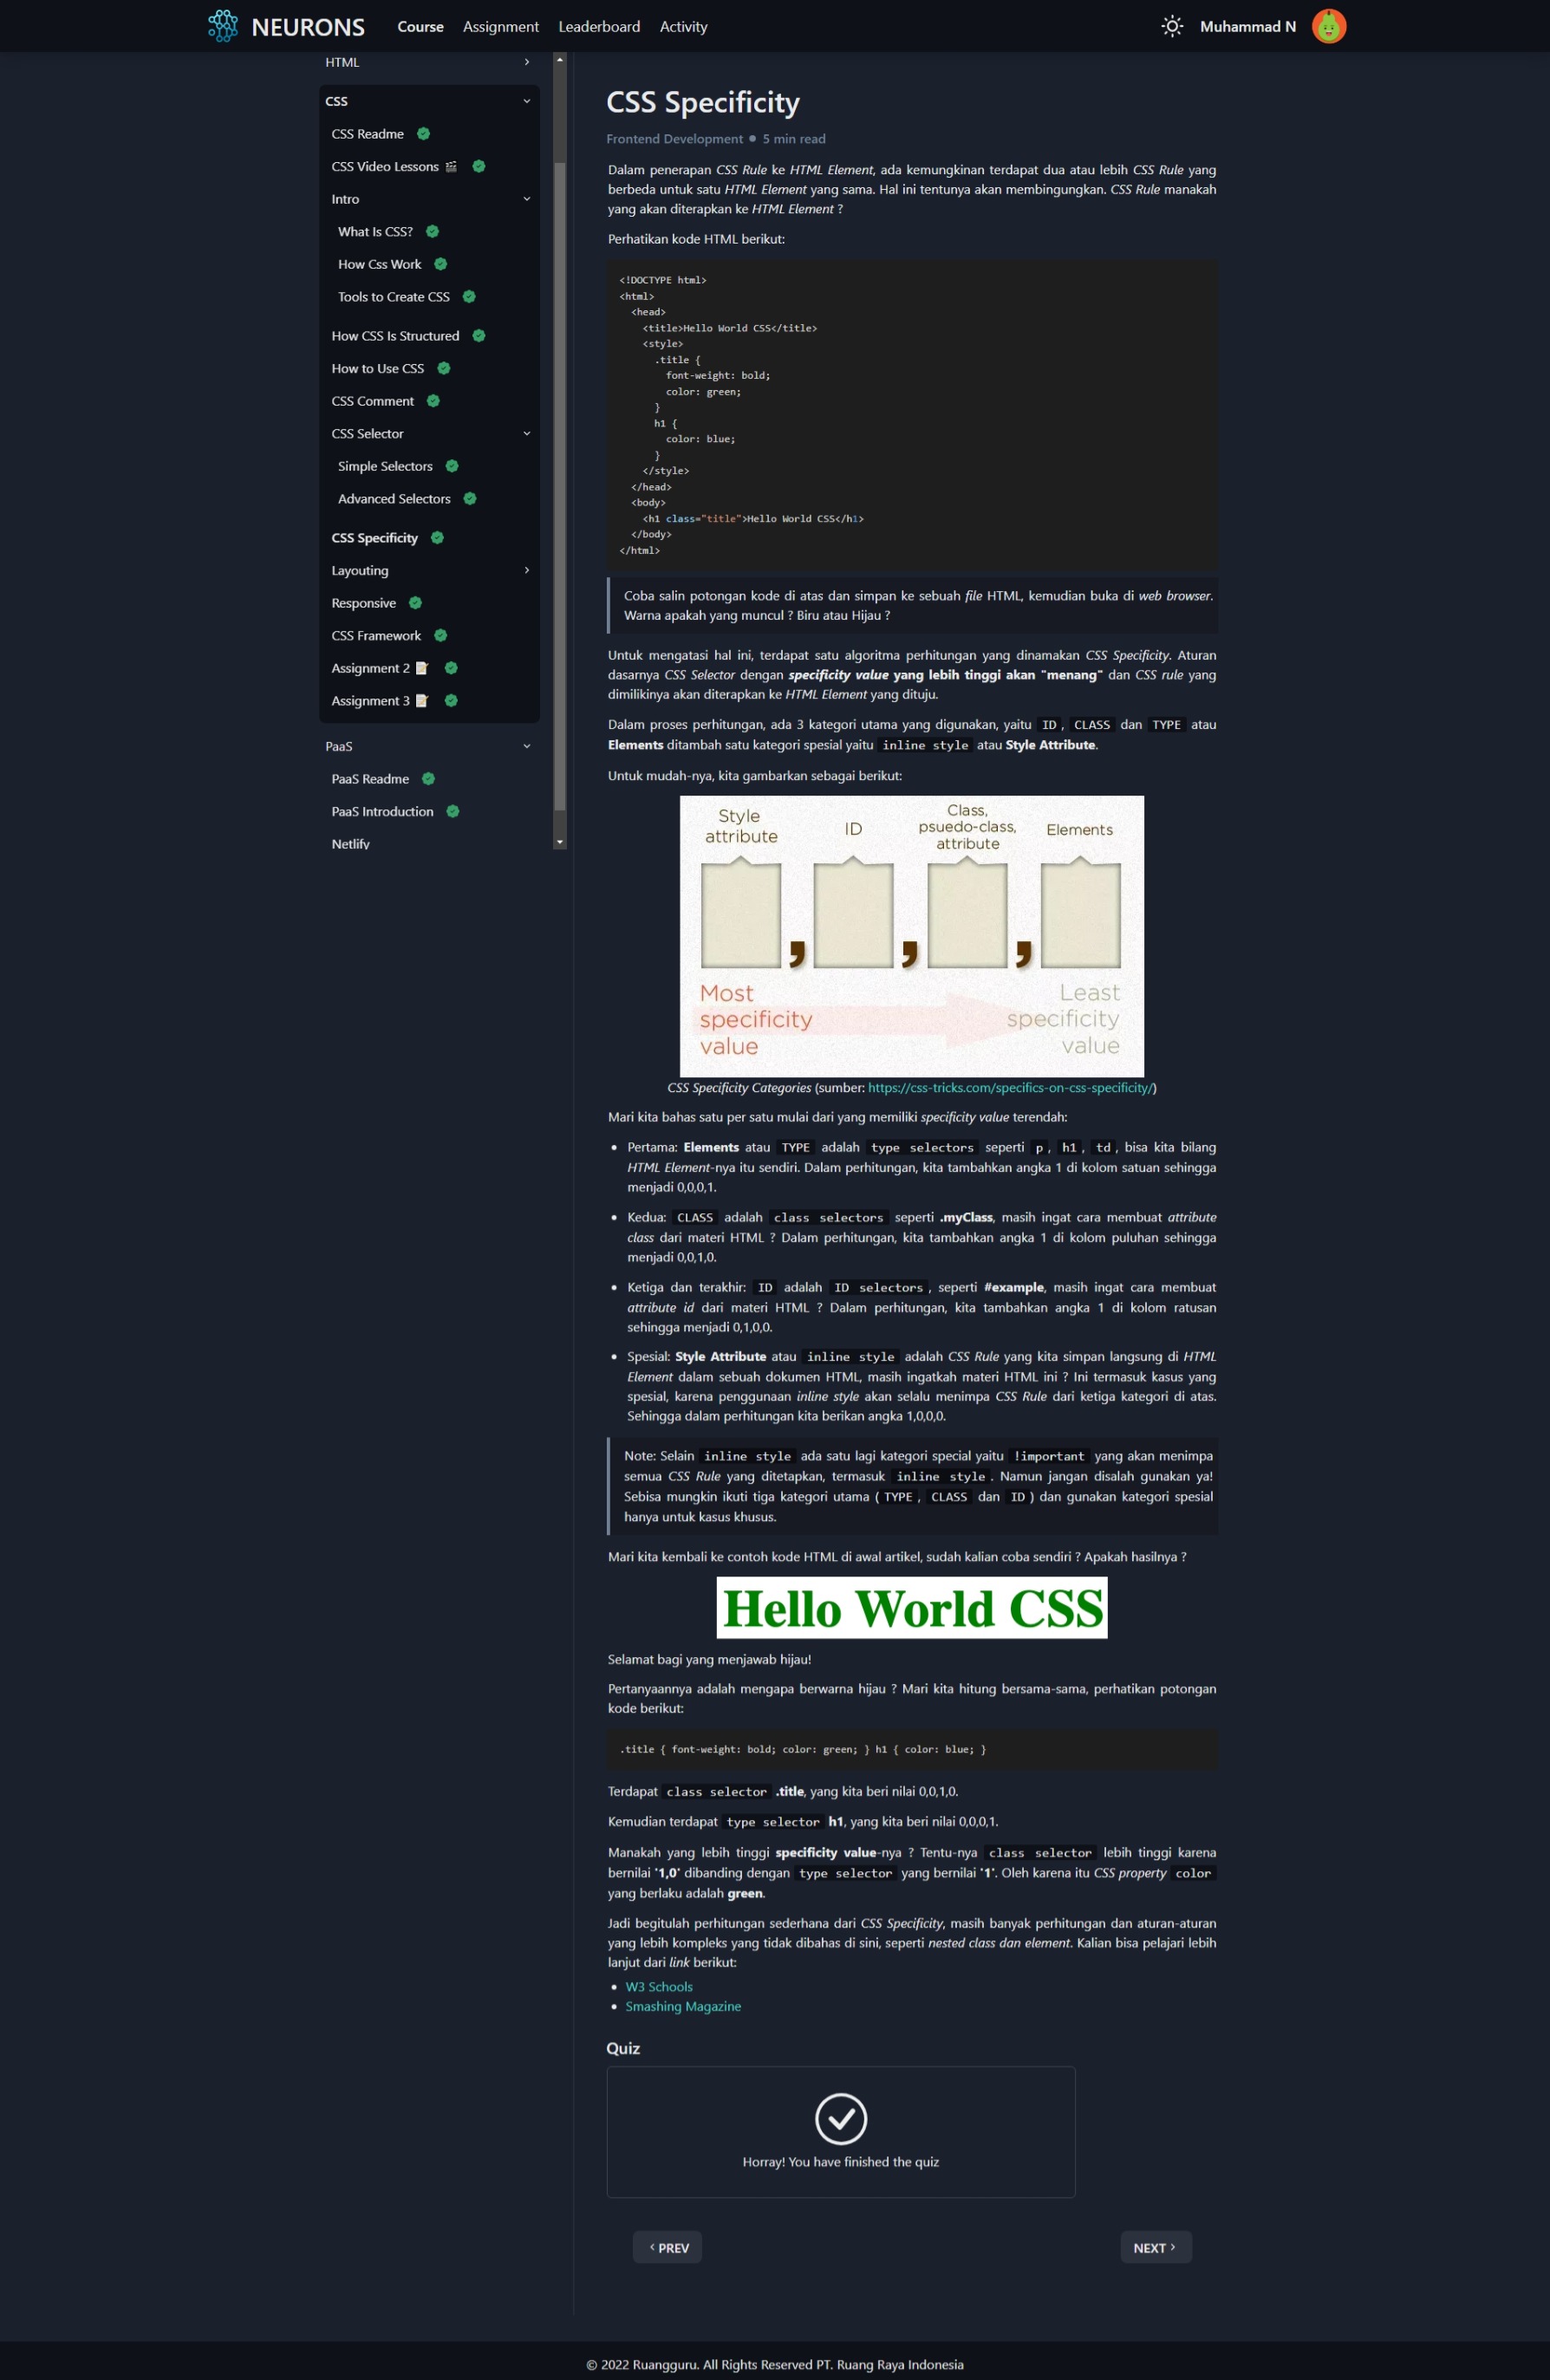 NEURONS Course Assignment Leaderboard Activity Muhammad N
HTML
CSS
CSS Readme
CSS Video Lessons
Intro
What Is CSS?
How Css Work
Tools to Create CSS
How CSS Is Structured
How to Use CSS
CSS Comment
CSS Selector
Simple Selectors
Advanced Selectors
CSS Specificity
Layouting
Responsive
CSS Framework
Assignment 2
Assignment 3
PaaS
PaaS Readme
PaaS Introduction
Netlify
CSS Specificity
Frontend Development • 5 min read
Dalam penerapan CSS Rule ke HTML Element, ada kemungkinan terdapat dua atau lebih CSS Rule yang
berbeda untuk satu HTML Element yang sama. Hal ini tentunya akan membingungkan. CSS Rule manakah
yang akan diterapkan ke HTML Element ?
Perhatikan kode HTML berikut:
<!DOCTYPE html>
<html>
<head>
<title>Hello World CSS</title>
<style>
.title {
font-weight: bold;
color: green;
}
h1 {
color: blue;
}
</style>
</head>
<body>
<h1 class="title">Hello World CSS</h1>
</body>
</html>
Coba salin potongan kode di atas dan simpan ke sebuah file HTML, kemudian buka di web browser.
Warna apakah yang muncul ? Biru atau Hijau ?
Untuk mengatasi hal ini, terdapat satu algoritma perhitungan yang dinamakan CSS Specificity. Aturan
dasarnya CSS Selector dengan specificity value yang lebih tinggi akan "menang" dan CSS rule yang
dimilikinya akan diterapkan ke HTML Element yang dituju.
Dalam proses perhitungan, ada 3 kategori utama yang digunakan, yaitu ID, CLASS dan TYPE atau
Elements ditambah satu kategori spesial yaitu inline style atau Style Attribute.
Untuk mudah-nya, kita gambarkan sebagai berikut:
Style
attribute
ID
Class,
psuedo-class,
attribute
Elements
, , ,
Most
specificity
value
Least
specificity
value
CSS Specificity Categories (sumber: https://css-tricks.com/specifics-on-css-specificity/)
Mari kita bahas satu per satu mulai dari yang memiliki specificity value terendah:
• Pertama: Elements atau TYPE adalah type selectors seperti p, h1, td, bisa kita bilang
HTML Element-nya itu sendiri. Dalam perhitungan, kita tambahkan angka 1 di kolom satuan sehingga
menjadi 0,0,0,1.
• Kedua: CLASS adalah class selectors seperti .myClass, masih ingat cara membuat attribute
class dari materi HTML ? Dalam perhitungan, kita tambahkan angka 1 di kolom puluhan sehingga
menjadi 0,0,1,0.
• Ketiga dan terakhir: ID adalah ID selectors, seperti #example, masih ingat cara membuat
attribute id dari materi HTML ? Dalam perhitungan, kita tambahkan angka 1 di kolom ratusan
sehingga menjadi 0,1,0,0.
• Spesial: Style Attribute atau inline style adalah CSS Rule yang kita simpan langsung di HTML
Element dalam sebuah dokumen HTML, masih ingatkah materi HTML ini ? Ini termasuk kasus yang
spesial, karena penggunaan inline style akan selalu menimpa CSS Rule dari ketiga kategori di atas.
Sehingga dalam perhitungan kita berikan angka 1,0,0,0.
Note: Selain inline style ada satu lagi kategori special yaitu !important yang akan menimpa
semua CSS Rule yang ditetapkan, termasuk inline style. Namun jangan disalah gunakan ya!
Sebisa mungkin ikuti tiga kategori utama (TYPE, CLASS dan ID) dan gunakan kategori spesial
hanya untuk kasus khusus.
Mari kita kembali ke contoh kode HTML di awal artikel, sudah kalian coba sendiri ? Apakah hasilnya ?
Hello World CSS
Selamat bagi yang menjawab hijau!
Pertanyaannya adalah mengapa berwarna hijau ? Mari kita hitung bersama-sama, perhatikan potongan
kode berikut:
.title { font-weight: bold; color: green; } h1 { color: blue; }
Terdapat class selector .title, yang kita beri nilai 0,0,1,0.
Kemudian terdapat type selector h1, yang kita beri nilai 0,0,0,1.
Manakah yang lebih tinggi specificity value-nya ? Tentu-nya class selector lebih tinggi karena
bernilai '1,0' dibanding dengan type selector yang bernilai '1'. Oleh karena itu CSS property color
yang berlaku adalah green.
Jadi begitulah perhitungan sederhana dari CSS Specificity, masih banyak perhitungan dan aturan-aturan
yang lebih kompleks yang tidak dibahas di sini, seperti nested class dan element. Kalian bisa pelajari lebih
lanjut dari link berikut:
• W3 Schools
• Smashing Magazine
Quiz
Horray! You have finished the quiz
‹ PREV
NEXT ›
© 2022 Ruangguru. All Rights Reserved PT. Ruang Raya Indonesia